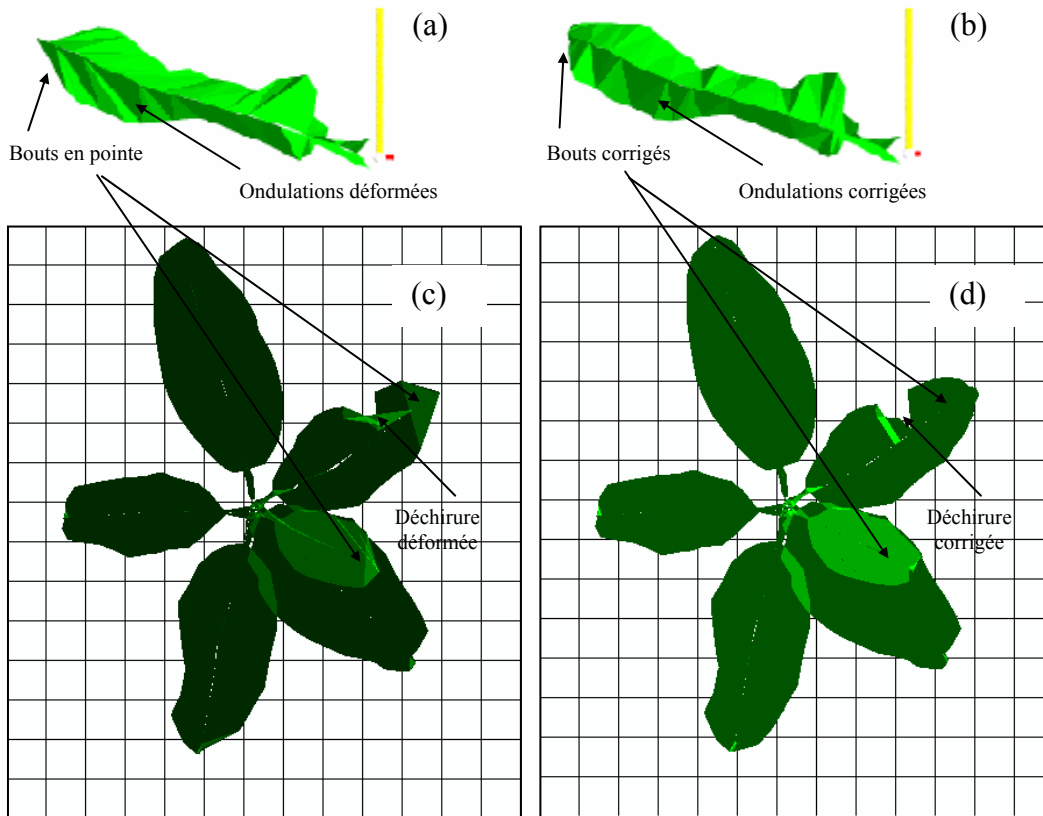 (a)
(b)
Bouts en pointe
Bouts corrigés
Ondulations déformées
Ondulations corrigées
(c)
(d)
Déchirure
déformée
Déchirure
corrigée